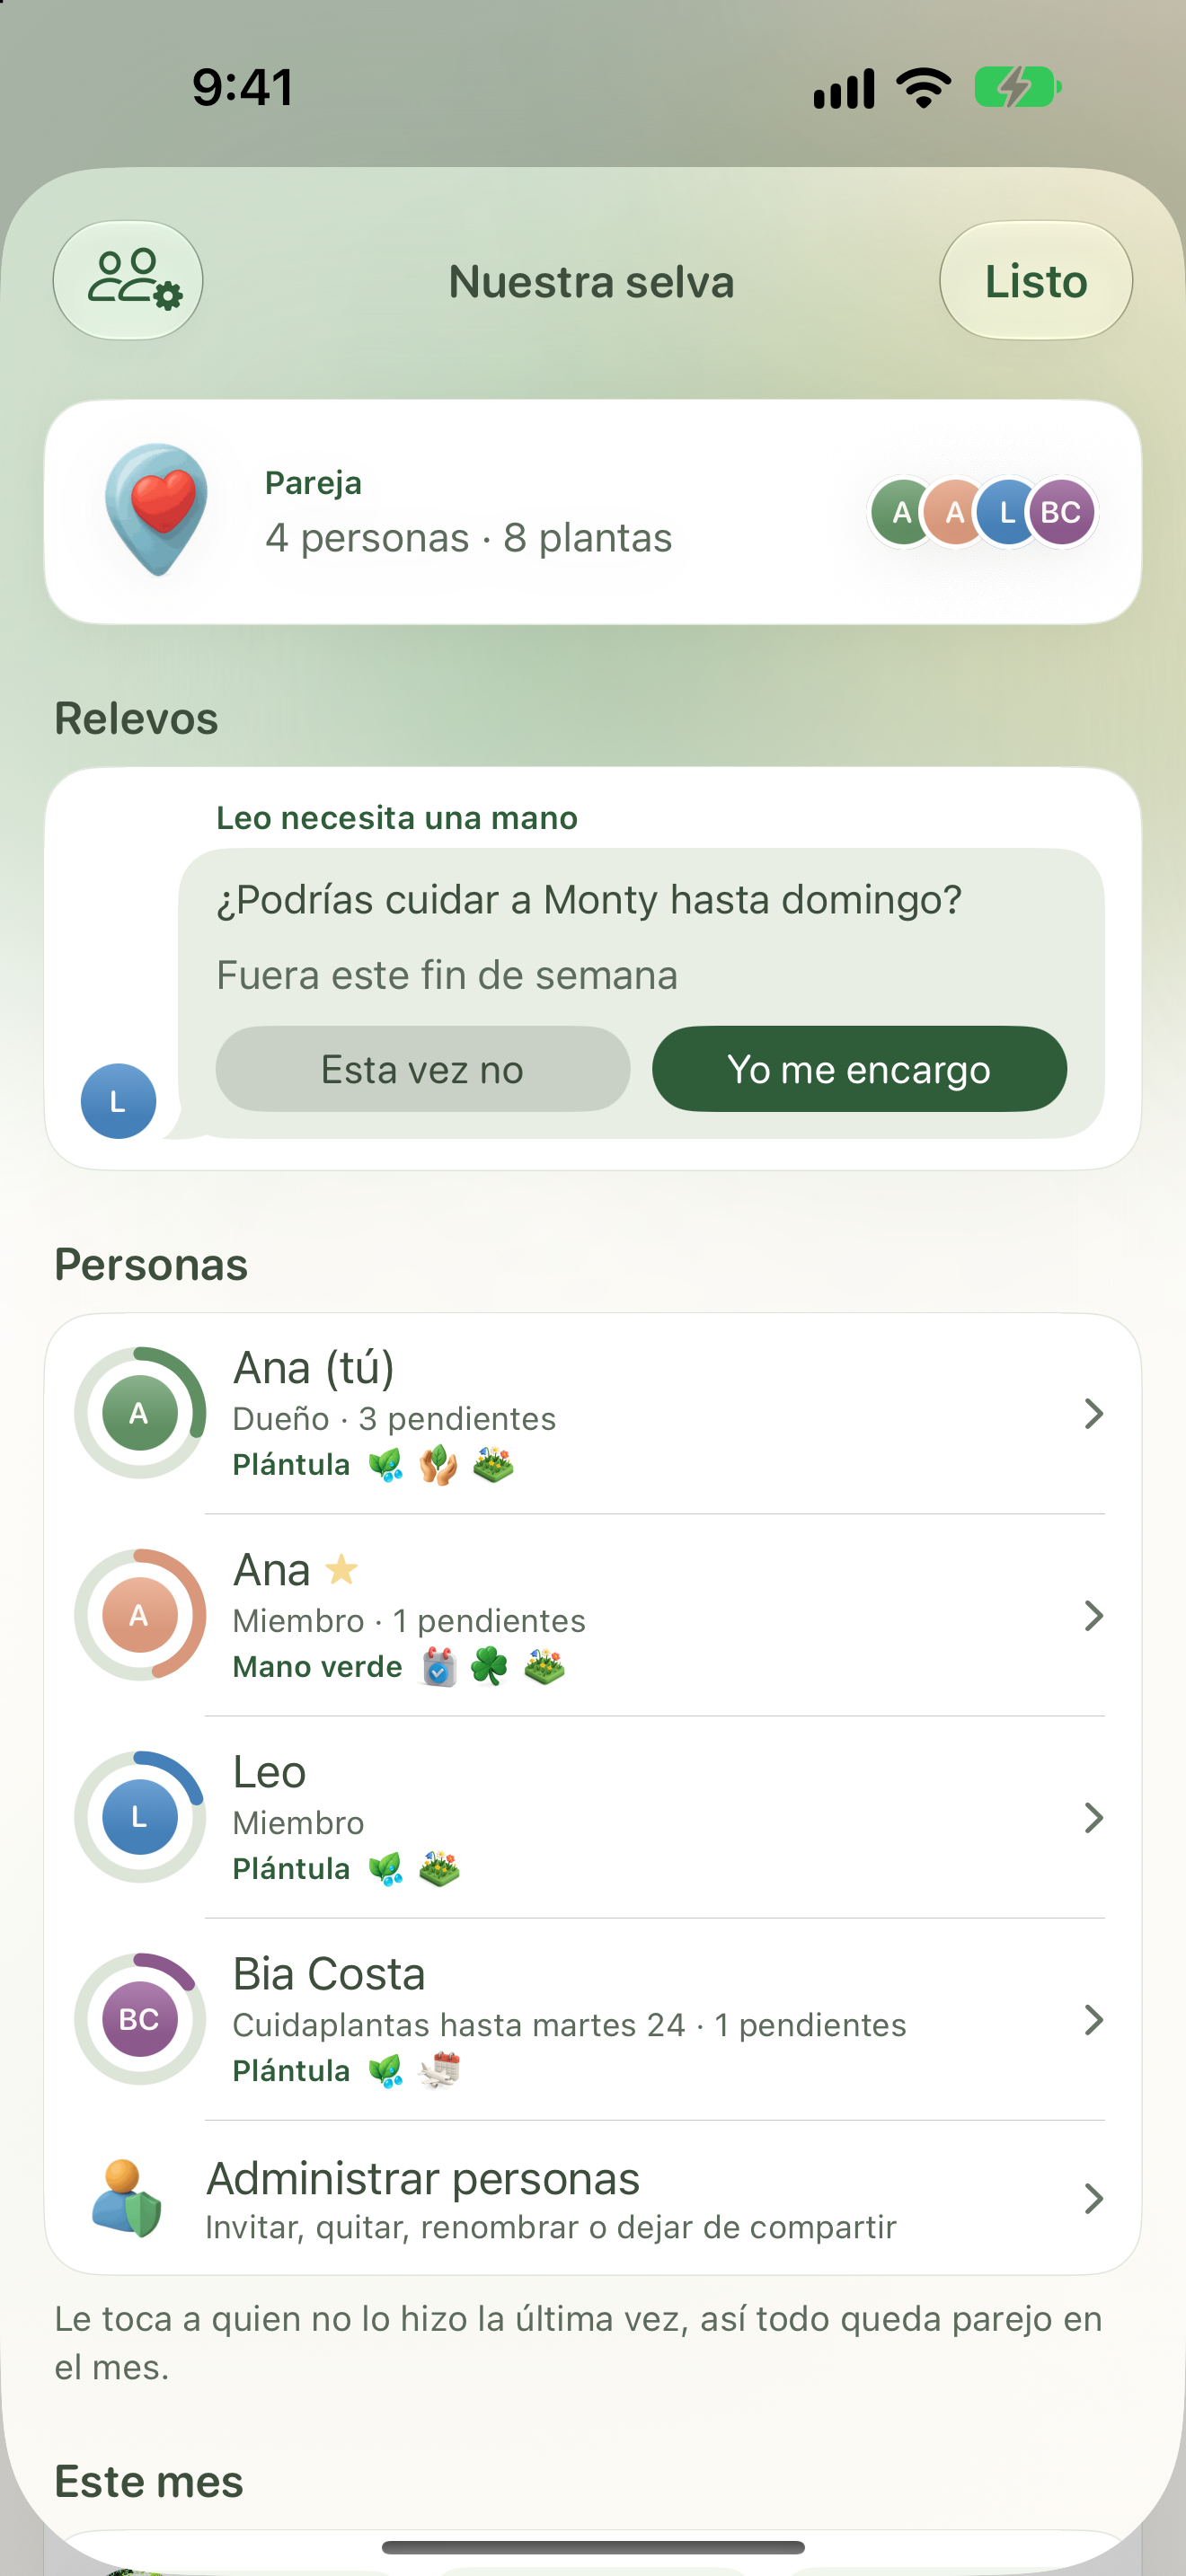 9:41
Nuestra selva
Listo
Pareja
4 personas · 8 plantas
A A L BC
Relevos
Leo necesita una mano
¿Podrías cuidar a Monty hasta domingo?
Fuera este fin de semana
Esta vez no
Yo me encargo
L
Personas
A
Ana (tú)
Dueño · 3 pendientes
Plántula
A
Ana
Miembro · 1 pendientes
Mano verde
L
Leo
Miembro
Plántula
BC
Bia Costa
Cuidaplantas hasta martes 24 · 1 pendientes
Plántula
Administrar personas
Invitar, quitar, renombrar o dejar de compartir
Le toca a quien no lo hizo la última vez, así todo queda parejo en
el mes.
Este mes